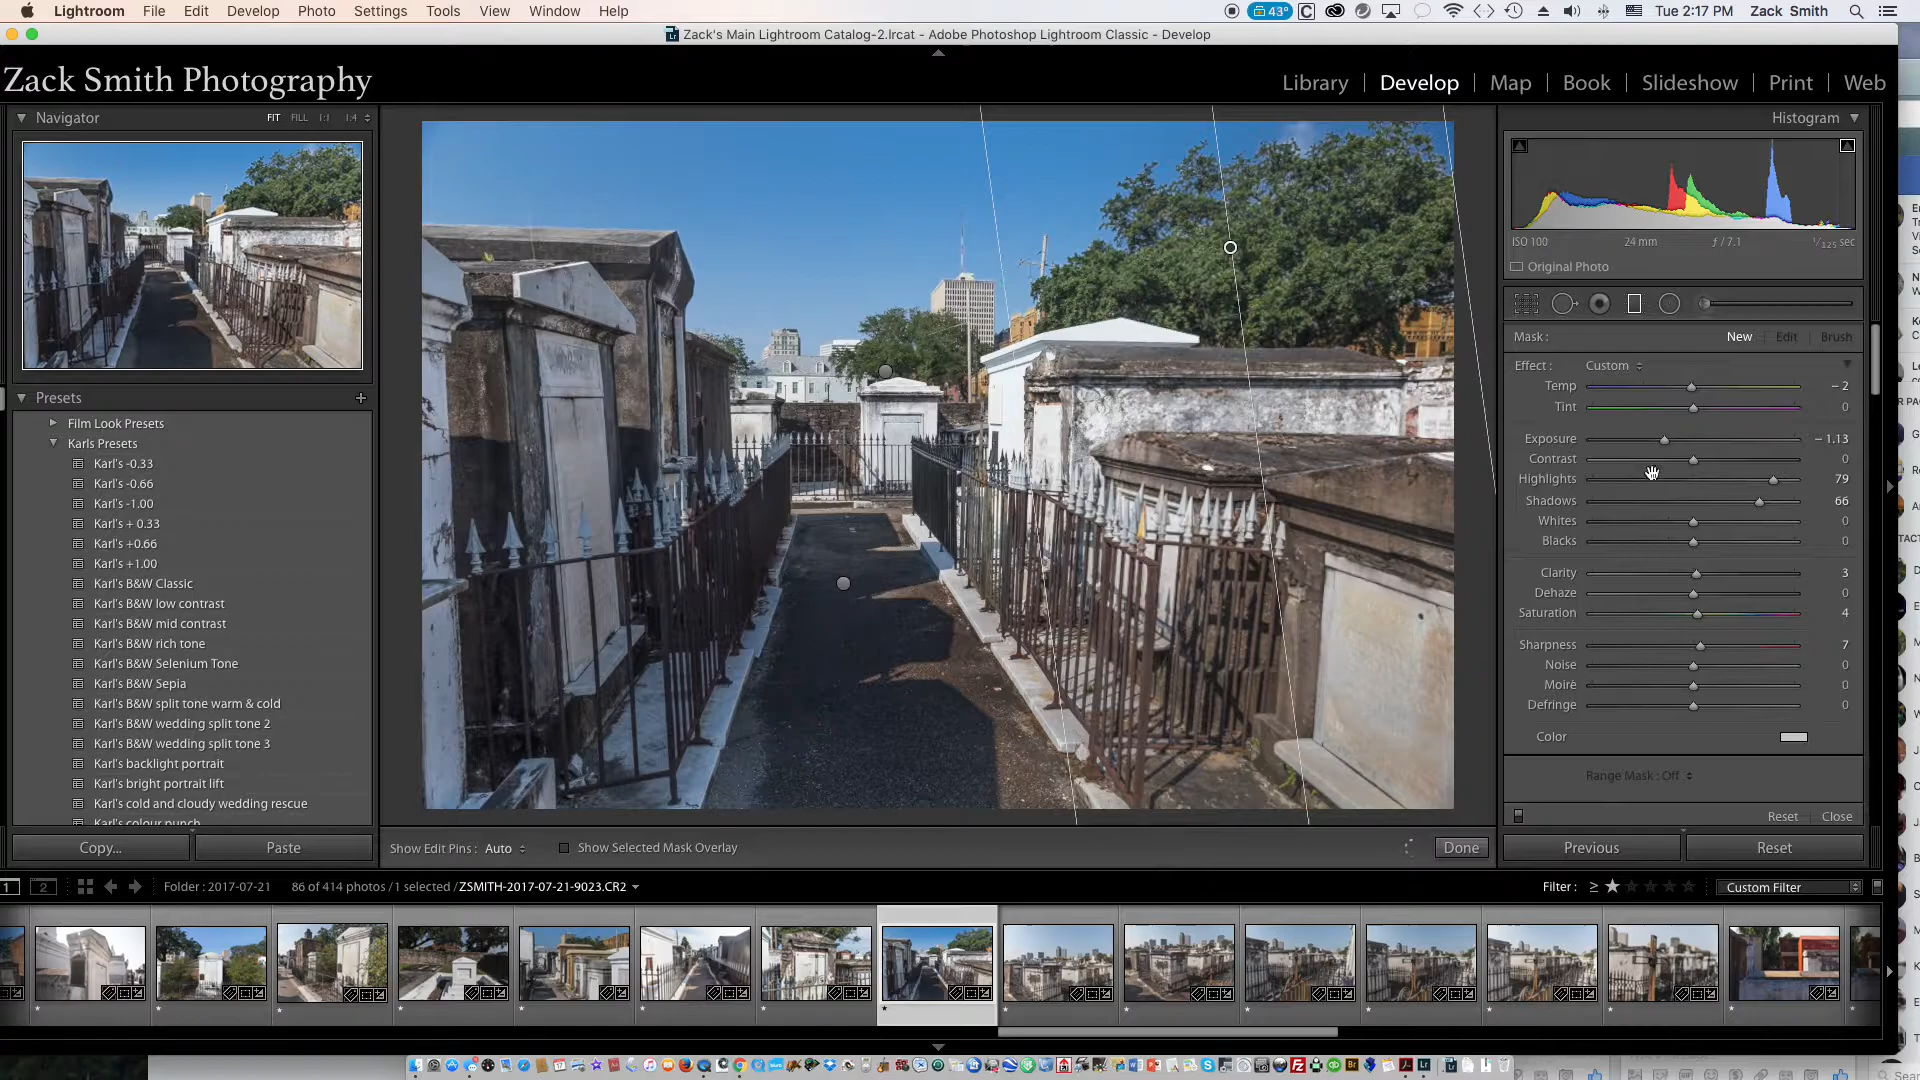 Lightroom File Edit Develop Photo Settings Tools View Window Help 43° Tue 2:17 PM Zack Smith
Zack's Main Lightroom Catalog-2.lrcat - Adobe Photoshop Lightroom Classic - Develop
Zack Smith Photography
Library | Develop | Map | Book | Slideshow | Print | Web
Navigator FIT FILL 1:1 1:4
Histogram
ISO 100 24 mm ƒ / 7.1 1/125 sec
Original Photo
Mask : New Edit Brush
Effect : Custom
Temp − 2
Tint 0
Exposure − 1.13
Contrast 0
Highlights 79
Shadows 66
Whites 0
Blacks 0
Clarity 3
Dehaze 0
Saturation 4
Sharpness 7
Noise 0
Moiré 0
Defringe 0
Color
Range Mask : Off
Reset Close
Previous Reset
Presets
Film Look Presets
Karls Presets
Karl's -0.33
Karl's -0.66
Karl's -1.00
Karl's + 0.33
Karl's +0.66
Karl's +1.00
Karl's B&W Classic
Karl's B&W low contrast
Karl's B&W mid contrast
Karl's B&W rich tone
Karl's B&W Selenium Tone
Karl's B&W Sepia
Karl's B&W split tone warm & cold
Karl's B&W wedding split tone 2
Karl's B&W wedding split tone 3
Karl's backlight portrait
Karl's bright portrait lift
Karl's cold and cloudy wedding rescue
Karl's colour punch
Copy... Paste
Show Edit Pins : Auto Show Selected Mask Overlay Done
1 2 Folder : 2017-07-21 86 of 414 photos / 1 selected / ZSMITH-2017-07-21-9023.CR2 Filter : ≥ Custom Filter